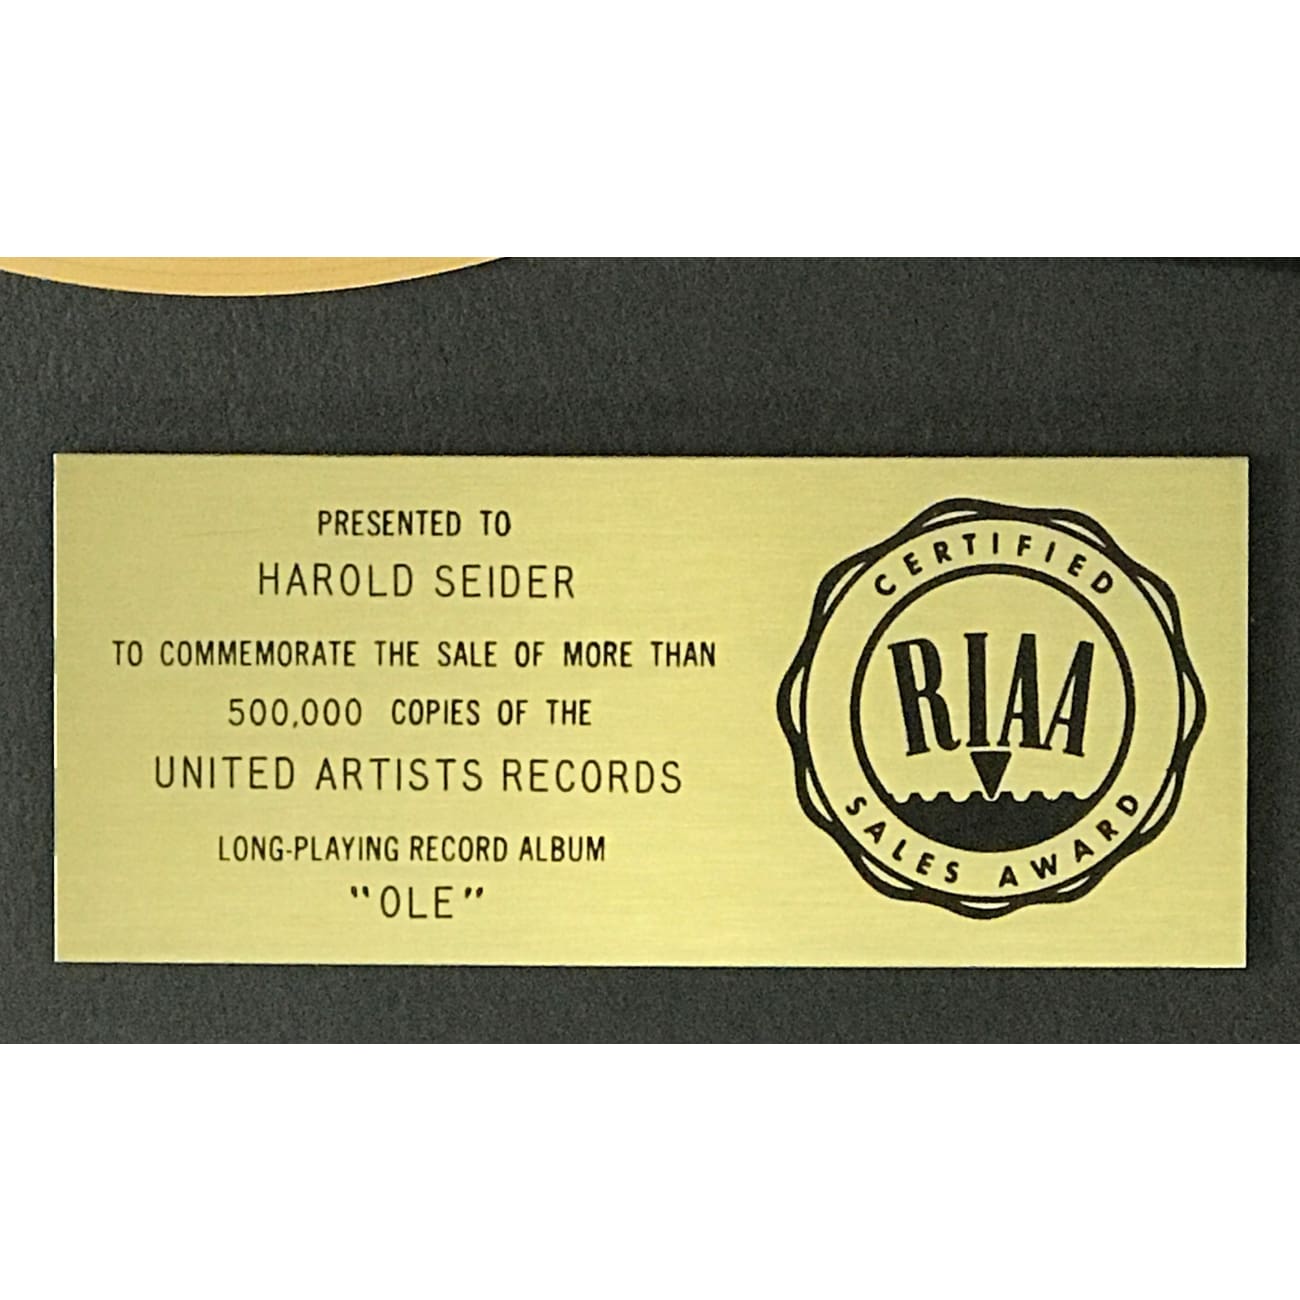 PRESENTED TO
HAROLD SEIDER
TO COMMEMORATE THE SALE OF MORE THAN
500,000 COPIES OF THE
UNITED ARTISTS RECORDS
LONG-PLAYING RECORD ALBUM
"OLE"
CERTIFIED
RIAA
SALES AWARD